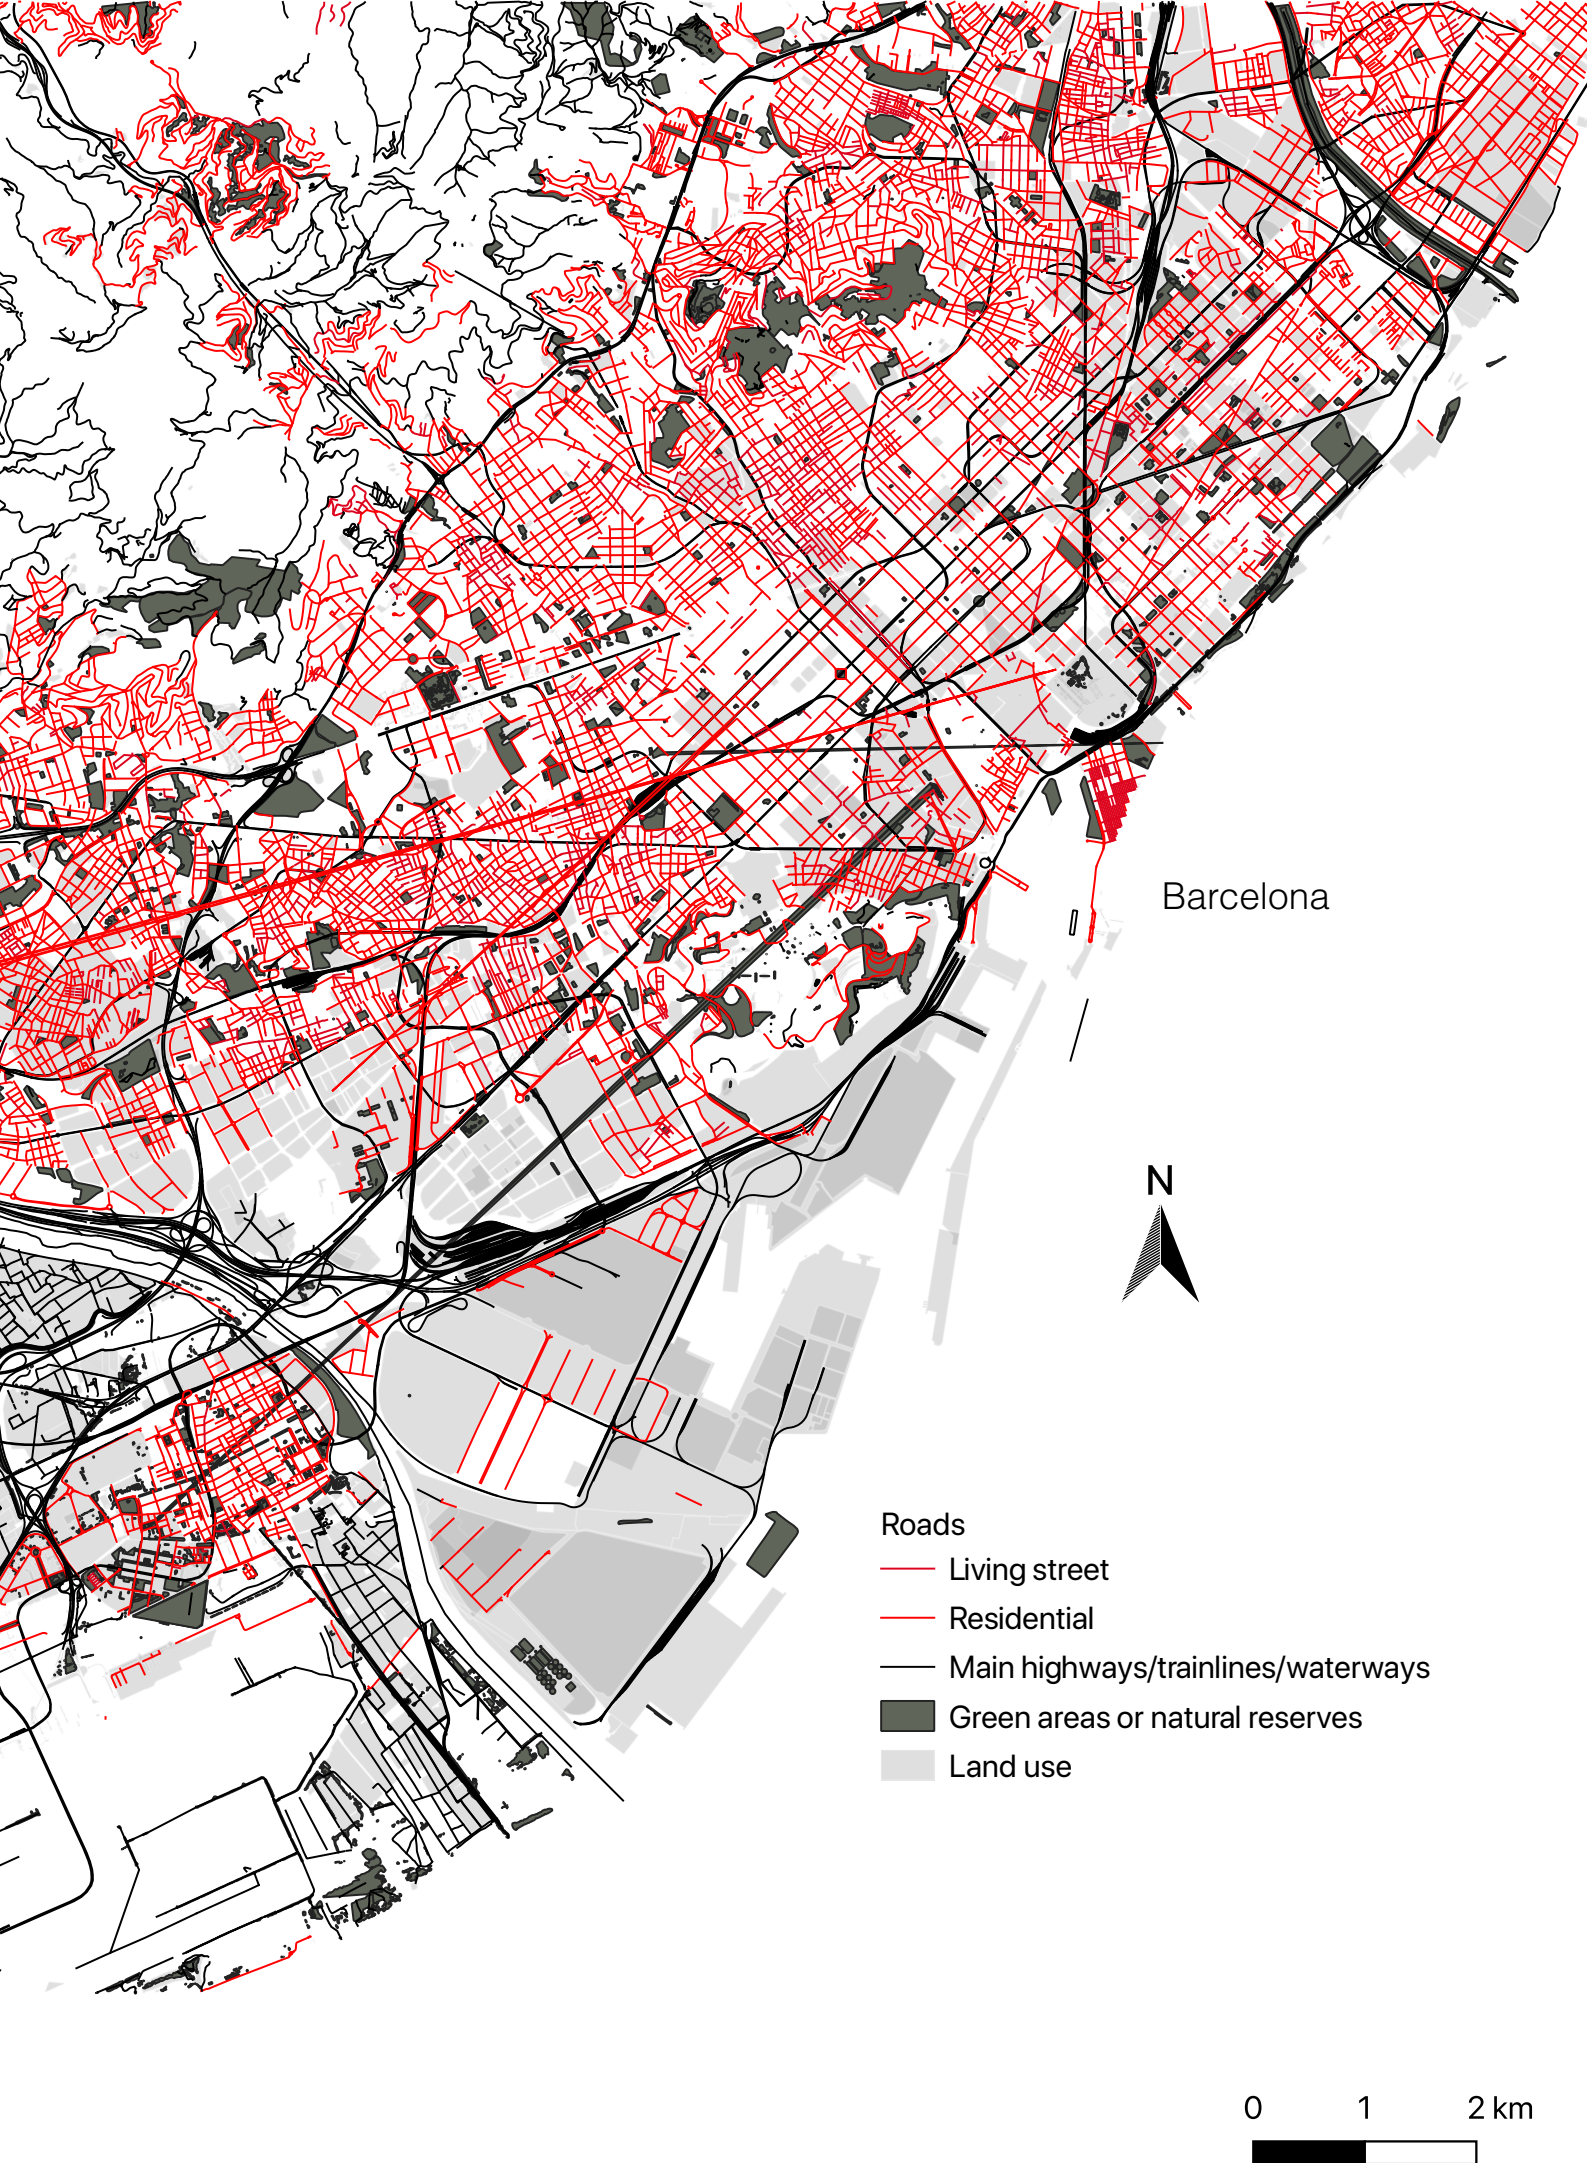 Barcelona
N
Roads
Living street
Residential
Main highways/trainlines/waterways
Green areas or natural reserves
Land use
0 1 2 km